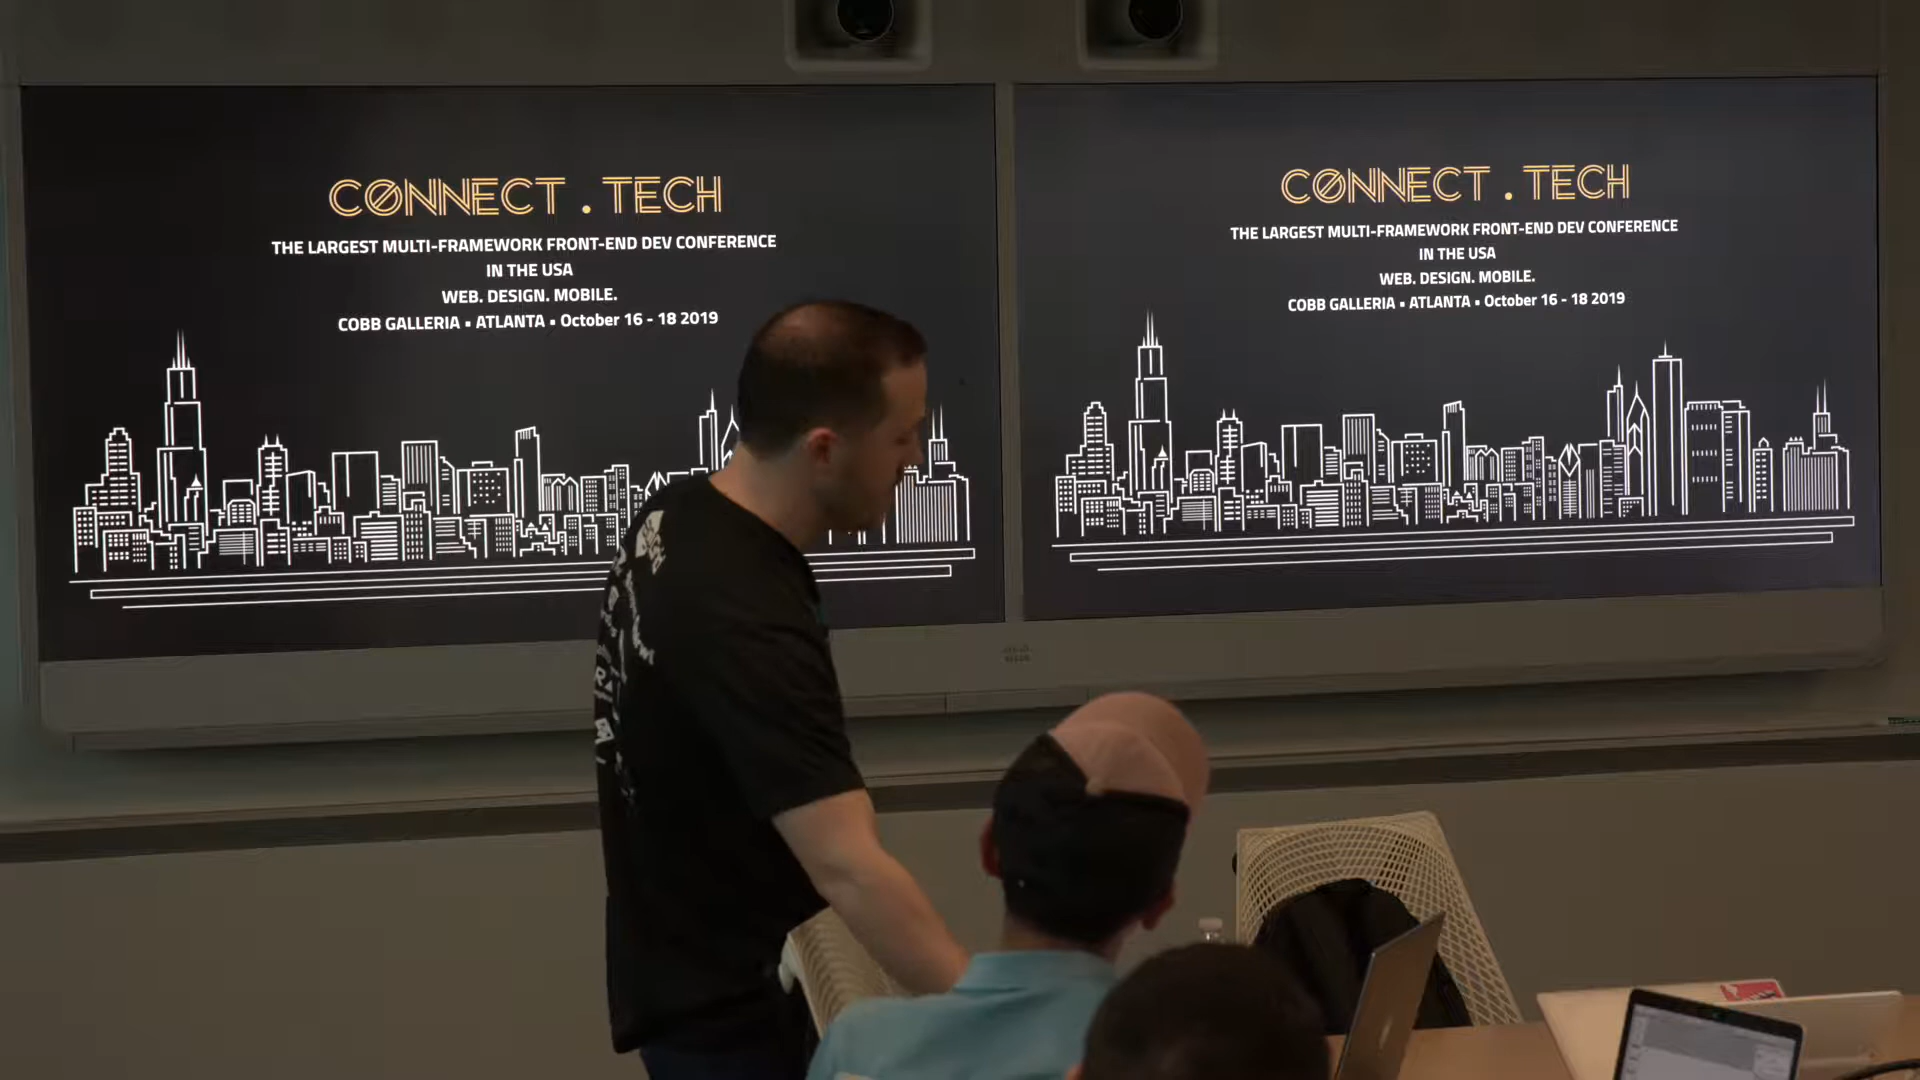 CONNECT.TECH
THE LARGEST MULTI-FRAMEWORK FRONT-END DEV CONFERENCE
IN THE USA
WEB. DESIGN. MOBILE.
COBB GALLERIA ▪ ATLANTA ▪ October 16 - 18 2019
CONNECT.TECH
THE LARGEST MULTI-FRAMEWORK FRONT-END DEV CONFERENCE
IN THE USA
WEB. DESIGN. MOBILE.
COBB GALLERIA ▪ ATLANTA ▪ October 16 - 18 2019